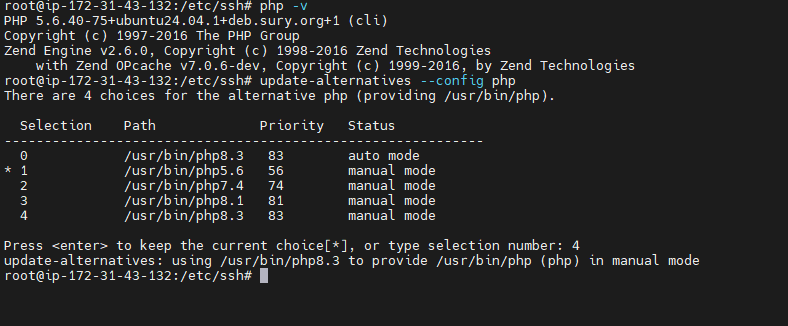 root@ip-172-31-43-132:/etc/ssh# php -v
PHP 5.6.40-75+ubuntu24.04.1+deb.sury.org+1 (cli)
Copyright (c) 1997-2016 The PHP Group
Zend Engine v2.6.0, Copyright (c) 1998-2016 Zend Technologies
    with Zend OPcache v7.0.6-dev, Copyright (c) 1999-2016, by Zend Technologies
root@ip-172-31-43-132:/etc/ssh# update-alternatives --config php
There are 4 choices for the alternative php (providing /usr/bin/php).

  Selection    Path             Priority   Status
------------------------------------------------------------
  0            /usr/bin/php8.3   83        auto mode
* 1            /usr/bin/php5.6   56        manual mode
  2            /usr/bin/php7.4   74        manual mode
  3            /usr/bin/php8.1   81        manual mode
  4            /usr/bin/php8.3   83        manual mode

Press <enter> to keep the current choice[*], or type selection number: 4
update-alternatives: using /usr/bin/php8.3 to provide /usr/bin/php (php) in manual mode
root@ip-172-31-43-132:/etc/ssh#